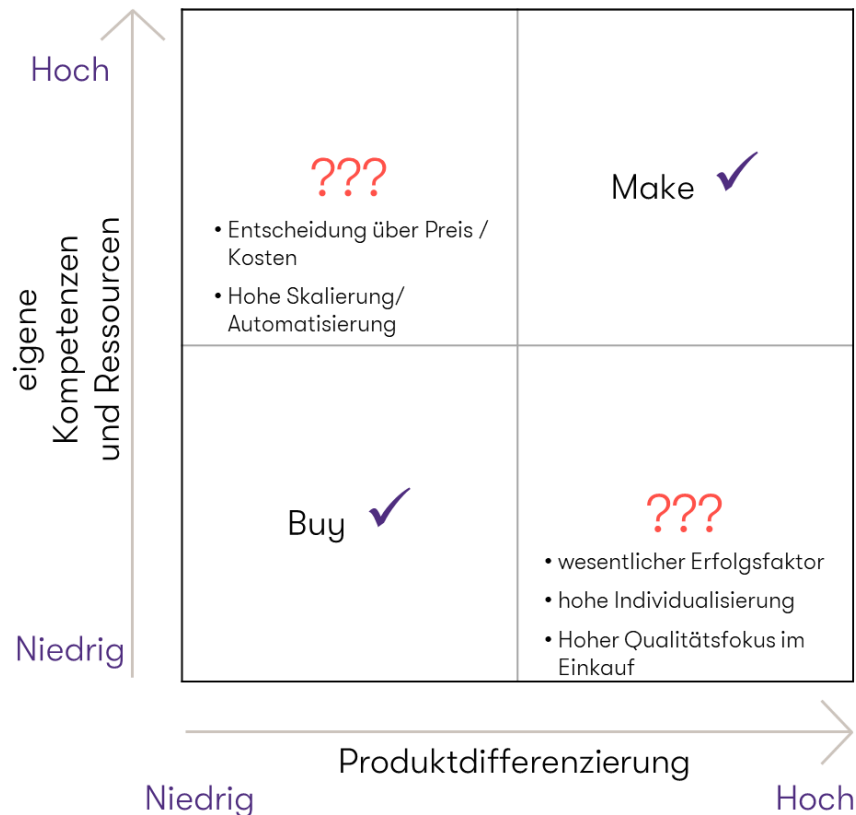 Hoch
eigene
Kompetenzen
und Ressourcen
Niedrig
???
• Entscheidung über Preis /
Kosten
• Hohe Skalierung/
Automatisierung
Make ✓
Buy ✓
???
• wesentlicher Erfolgsfaktor
• hohe Individualisierung
• Hoher Qualitätsfokus im
Einkauf
Produktdifferenzierung
Niedrig
Hoch